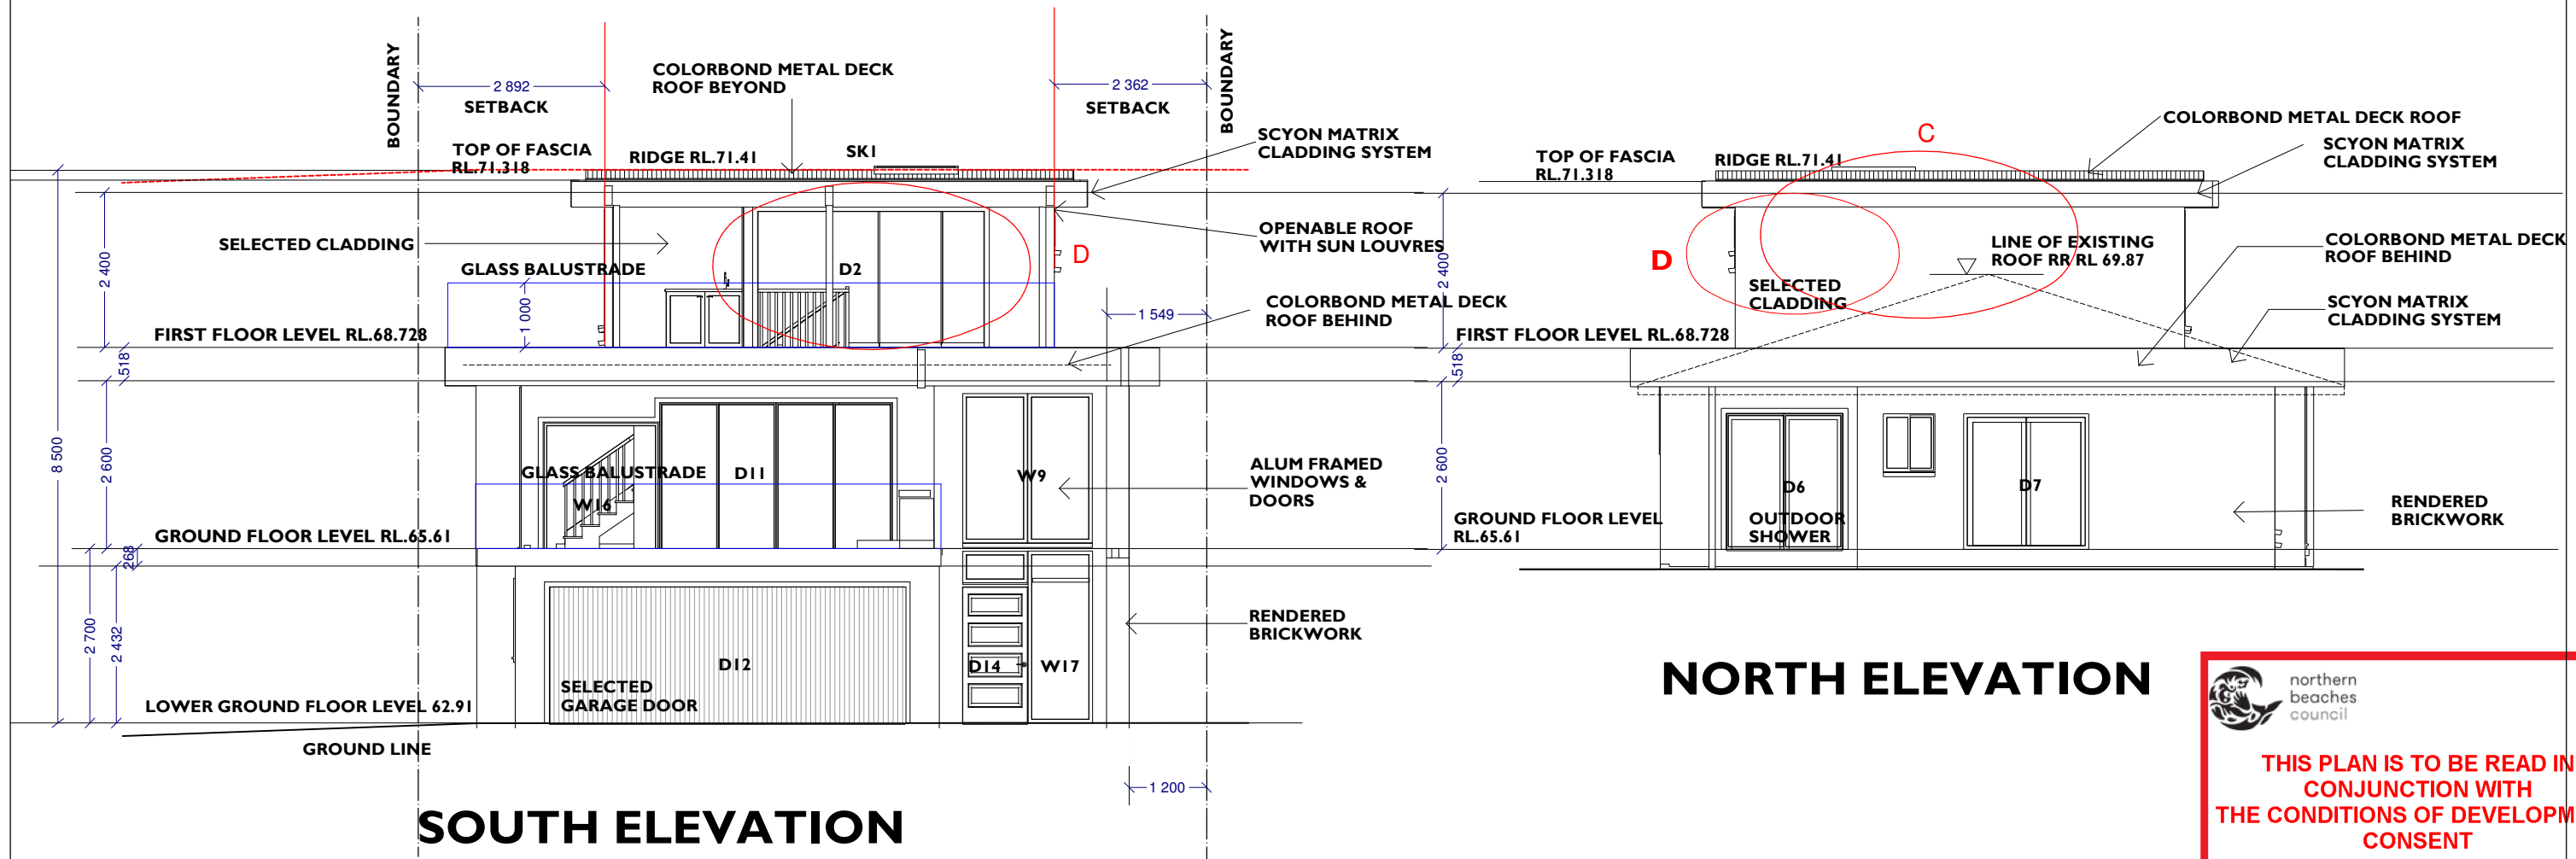 BOUNDARY
2 892
SETBACK
COLORBOND METAL DECK
ROOF BEYOND
2 362
SETBACK
BOUNDARY
TOP OF FASCIA
RL.71.318
RIDGE RL.71.41
SK1
SCYON MATRIX
CLADDING SYSTEM
SELECTED CLADDING
OPENABLE ROOF
WITH SUN LOUVRES
D
GLASS BALUSTRADE
D2
2 400
1 000
COLORBOND METAL DECK
ROOF BEHIND
1 549
FIRST FLOOR LEVEL RL.68.728
518
8 500
2 600
GLASS BALUSTRADE
D11
W9
W16
ALUM FRAMED
WINDOWS &
DOORS
GROUND FLOOR LEVEL RL.65.61
268
2 700
2 432
RENDERED
BRICKWORK
D12
D14
W17
SELECTED
GARAGE DOOR
LOWER GROUND FLOOR LEVEL 62.91
GROUND LINE
1 200
SOUTH ELEVATION
C
COLORBOND METAL DECK ROOF
TOP OF FASCIA
RL.71.318
RIDGE RL.71.41
SCYON MATRIX
CLADDING SYSTEM
2 400
D
LINE OF EXISTING
ROOF RR RL 69.87
COLORBOND METAL DECK
ROOF BEHIND
SELECTED
CLADDING
SCYON MATRIX
CLADDING SYSTEM
FIRST FLOOR LEVEL RL.68.728
518
2 600
D6
D7
GROUND FLOOR LEVEL
RL.65.61
OUTDOOR
SHOWER
RENDERED
BRICKWORK
NORTH ELEVATION
northern
beaches
council
THIS PLAN IS TO BE READ IN
CONJUNCTION WITH
THE CONDITIONS OF DEVELOPM
CONSENT